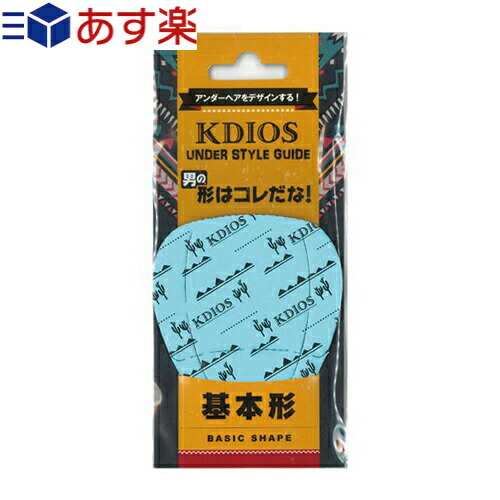 あす楽
アンダーヘアをデザインする!
KDIOS
UNDER STYLE GUIDE
男の
形はコレだな!
KDIOS
KDIOS
KDIOS
KDIOS
基本形
BASIC SHAPE